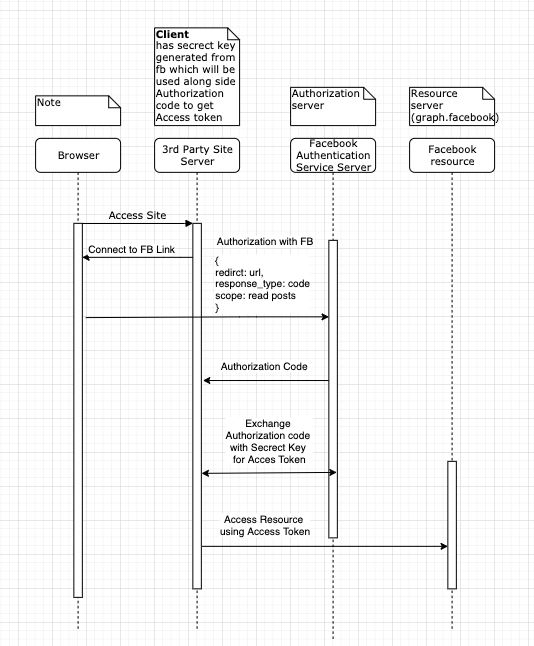 Client
has secrect key
generated from
fb which will be
used along side
Authorization
code to get
Access token
Note
Authorization
server
Resource
server
(graph.facebook)
Browser
3rd Party Site
Server
Facebook
Authentication
Service Server
Facebook
resource
Access Site
Connect to FB Link
Authorization with FB
{
redirct: url,
response_type: code
scope: read posts
}
Authorization Code
Exchange
Authorization code
with Secrect Key
for Acces Token
Access Resource
using Access Token